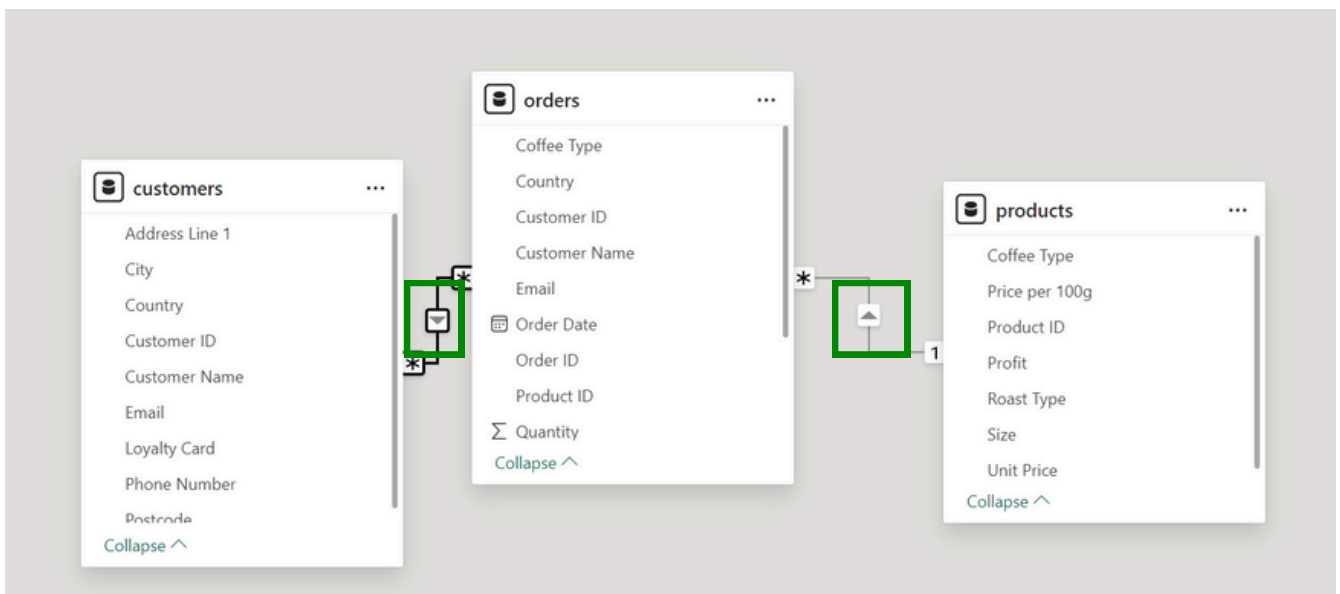 customers
Address Line 1
City
Country
Customer ID
Customer Name
Email
Loyalty Card
Phone Number
Postcode
Collapse
*
*
orders
Coffee Type
Country
Customer ID
Customer Name
Email
Order Date
Order ID
Product ID
Σ Quantity
Collapse
*
1
products
Coffee Type
Price per 100g
Product ID
Profit
Roast Type
Size
Unit Price
Collapse